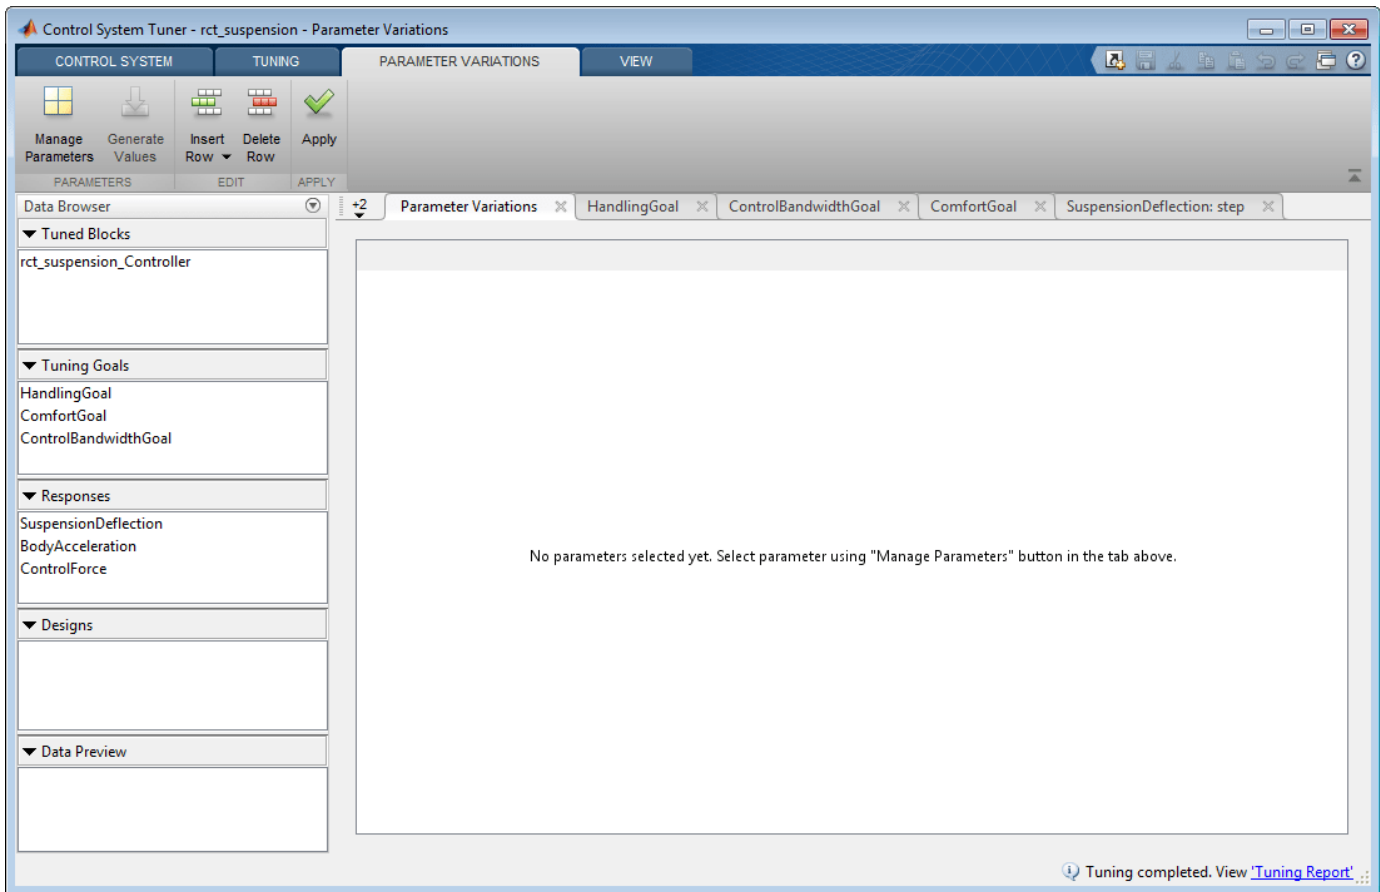 Control System Tuner - rct_suspension - Parameter Variations
CONTROL SYSTEM
TUNING
PARAMETER VARIATIONS
VIEW
Manage Parameters
Generate Values
Insert Row
Delete Row
Apply
PARAMETERS
EDIT
APPLY
Data Browser
Tuned Blocks
rct_suspension_Controller
Tuning Goals
HandlingGoal
ComfortGoal
ControlBandwidthGoal
Responses
SuspensionDeflection
BodyAcceleration
ControlForce
Designs
Data Preview
+2
Parameter Variations
HandlingGoal
ControlBandwidthGoal
ComfortGoal
SuspensionDeflection: step
No parameters selected yet. Select parameter using "Manage Parameters" button in the tab above.
Tuning completed. View 'Tuning Report'